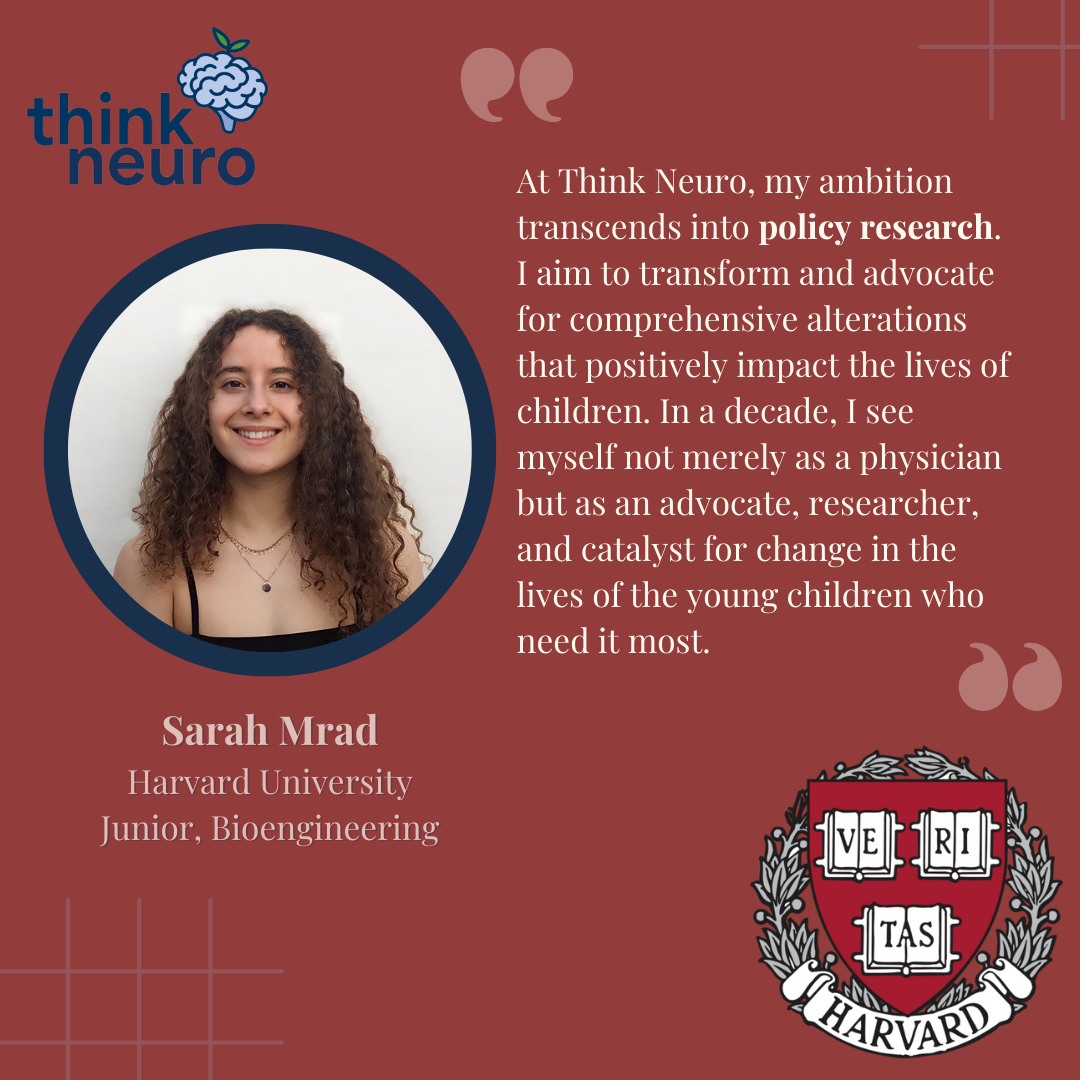 think
neuro
At Think Neuro, my ambition
transcends into policy research.
I aim to transform and advocate
for comprehensive alterations
that positively impact the lives of
children. In a decade, I see
myself not merely as a physician
but as an advocate, researcher,
and catalyst for change in the
lives of the young children who
need it most.
Sarah Mrad
Harvard University
Junior, Bioengineering
VE RI
TAS
HARVARD